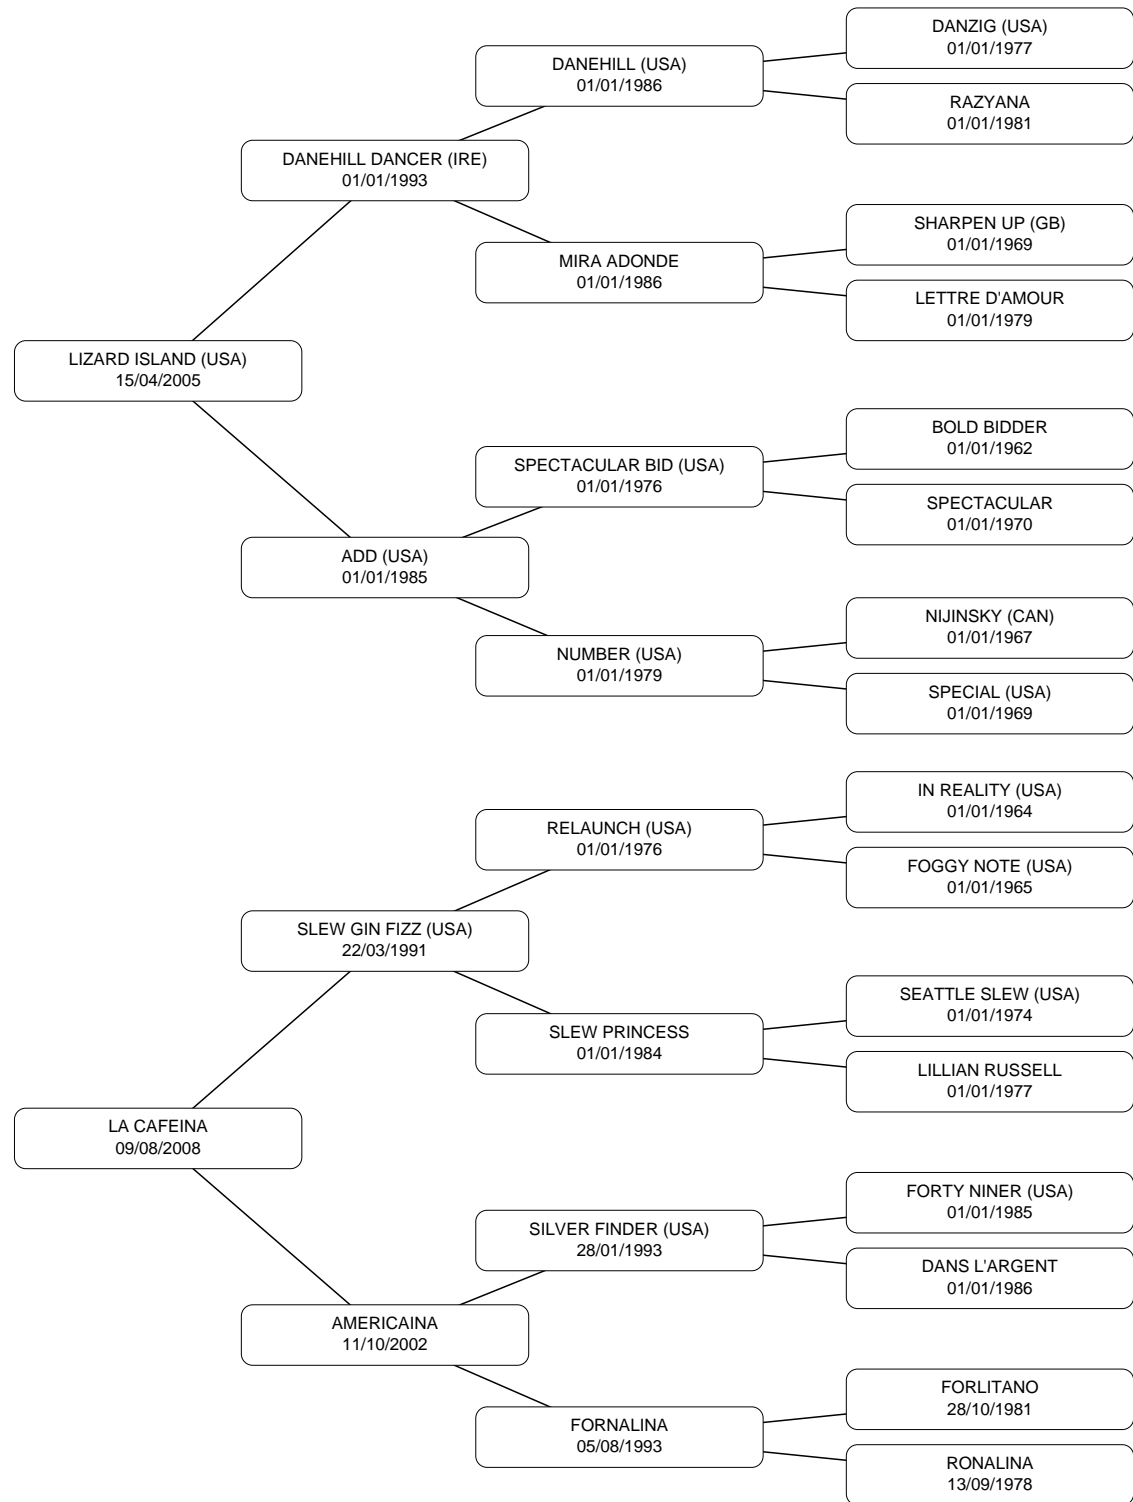 DANZIG (USA)
01/01/1977
DANEHILL (USA)
01/01/1986
RAZYANA
01/01/1981
DANEHILL DANCER (IRE)
01/01/1993
SHARPEN UP (GB)
01/01/1969
MIRA ADONDE
01/01/1986
LETTRE D'AMOUR
01/01/1979
LIZARD ISLAND (USA)
15/04/2005
BOLD BIDDER
01/01/1962
SPECTACULAR BID (USA)
01/01/1976
SPECTACULAR
01/01/1970
ADD (USA)
01/01/1985
NIJINSKY (CAN)
01/01/1967
NUMBER (USA)
01/01/1979
SPECIAL (USA)
01/01/1969
IN REALITY (USA)
01/01/1964
RELAUNCH (USA)
01/01/1976
FOGGY NOTE (USA)
01/01/1965
SLEW GIN FIZZ (USA)
22/03/1991
SEATTLE SLEW (USA)
01/01/1974
SLEW PRINCESS
01/01/1984
LILLIAN RUSSELL
01/01/1977
LA CAFEINA
09/08/2008
FORTY NINER (USA)
01/01/1985
SILVER FINDER (USA)
28/01/1993
DANS L'ARGENT
01/01/1986
AMERICAINA
11/10/2002
FORLITANO
28/10/1981
FORNALINA
05/08/1993
RONALINA
13/09/1978